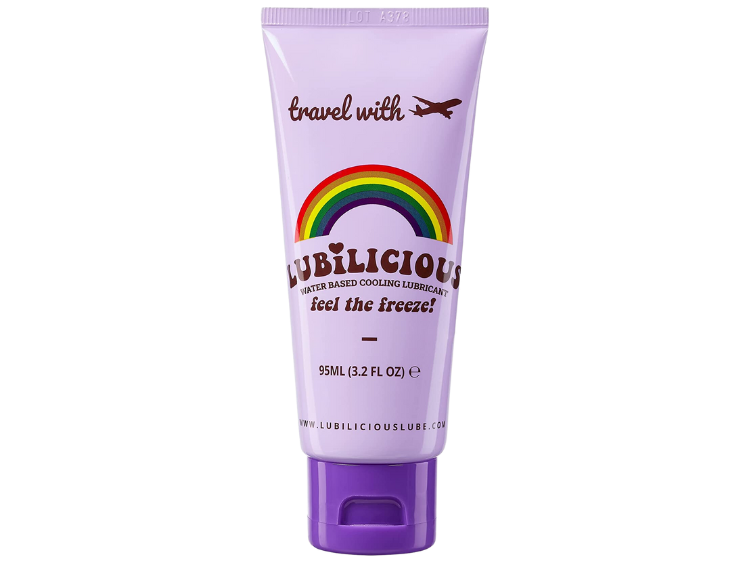 LOT A378
travel with
LUBiLICIOUS
WATER BASED COOLING LUBRICANT
feel the freeze!
95ML (3.2 FL OZ) ℮
WWW.LUBILICIOUSLUBE.COM